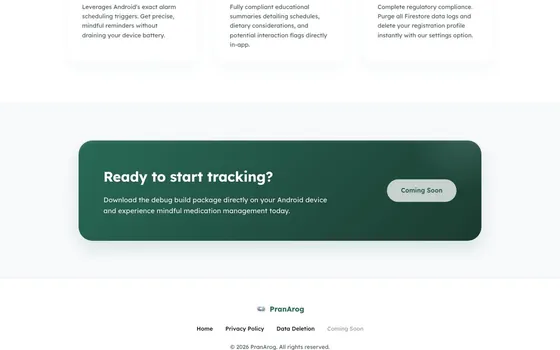 Leverages Android's exact alarm
scheduling triggers. Get precise,
mindful reminders without
draining your device battery.
Fully compliant educational
summaries detailing schedules,
dietary considerations, and
potential interaction flags directly
in-app.
Complete regulatory compliance.
Purge all Firestore data logs and
delete your registration profile
instantly with our settings option.
Ready to start tracking?
Download the debug build package directly on your Android device
and experience mindful medication management today.
Coming Soon
PranArog
Home Privacy Policy Data Deletion Coming Soon
© 2026 PranArog. All rights reserved.